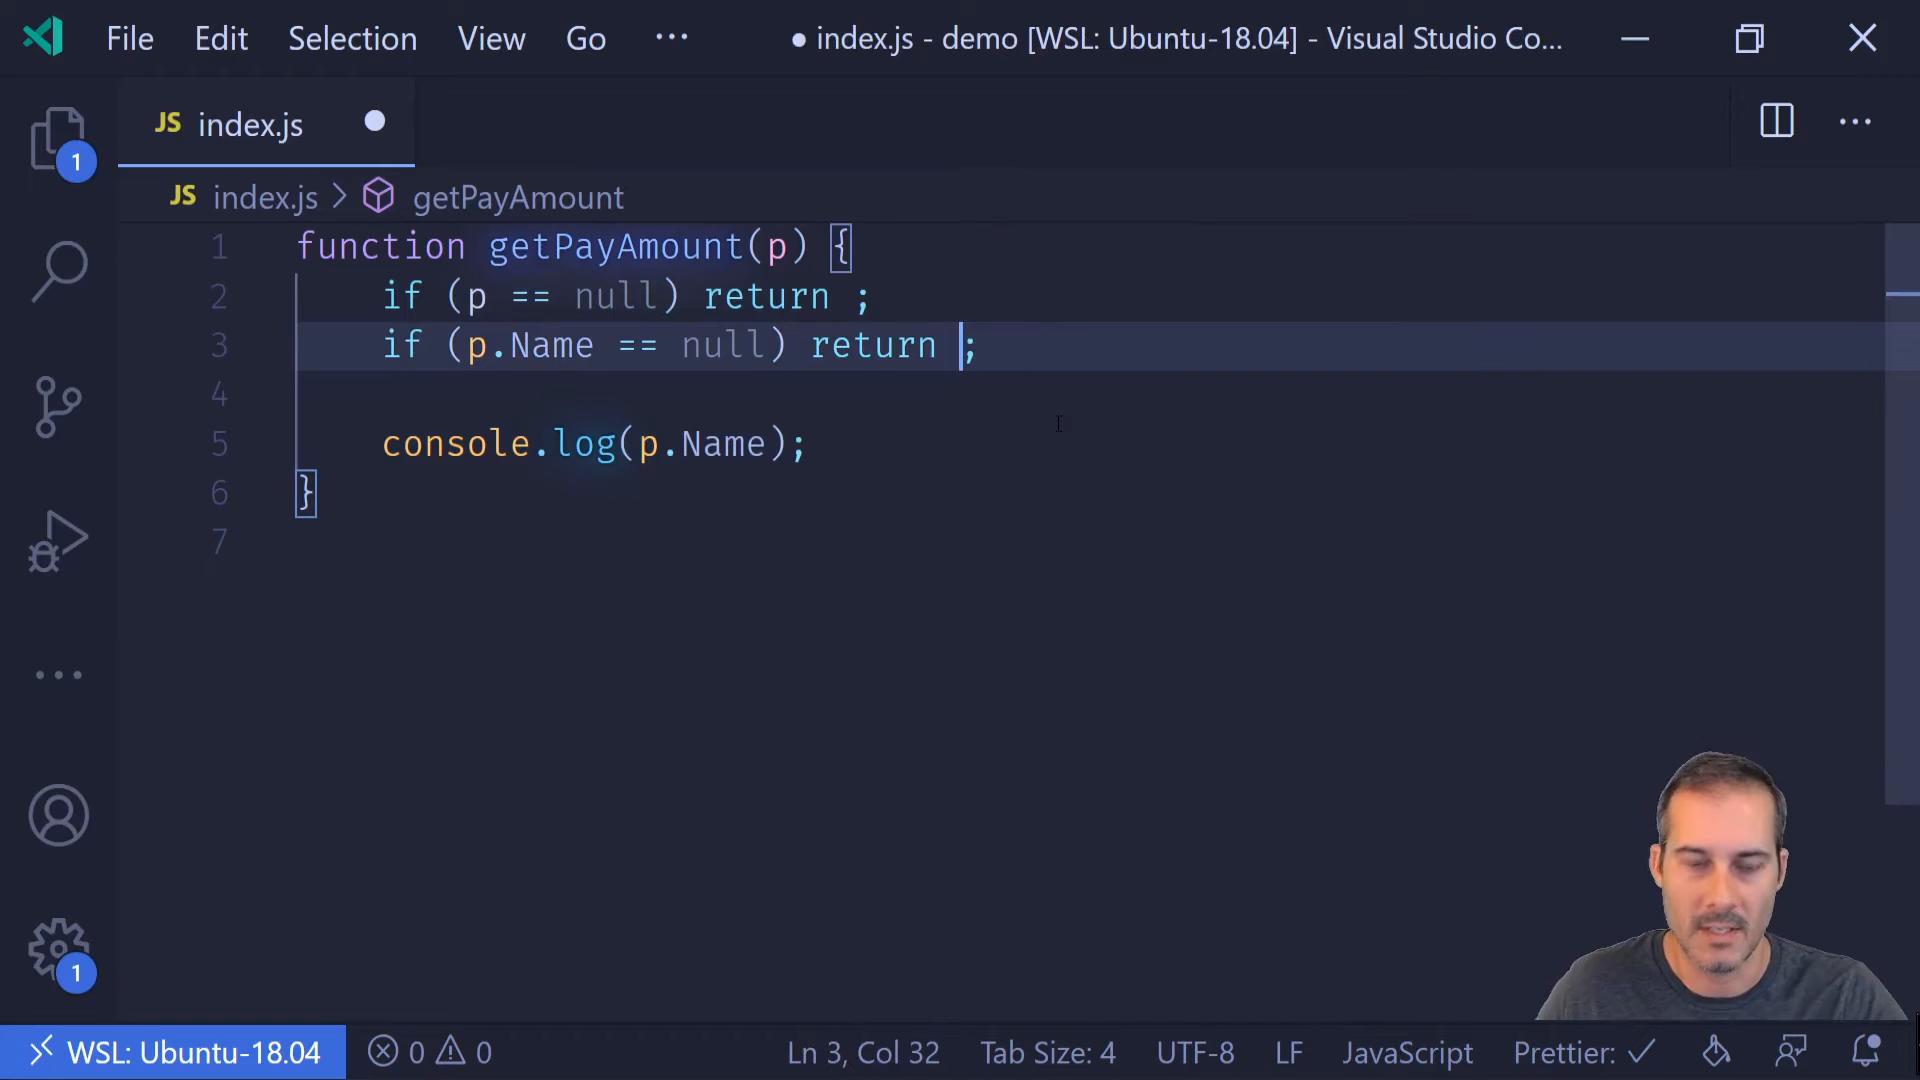 File Edit Selection View Go ··· ● index.js - demo [WSL: Ubuntu-18.04] - Visual Studio Co...
JS index.js
1
JS index.js > getPayAmount
1 function getPayAmount(p) {
2 if (p == null) return ;
3 if (p.Name == null) return ;
4
5 console.log(p.Name);
6 }
7
1
WSL: Ubuntu-18.04 0 0 Ln 3, Col 32 Tab Size: 4 UTF-8 LF JavaScript Prettier: ✓